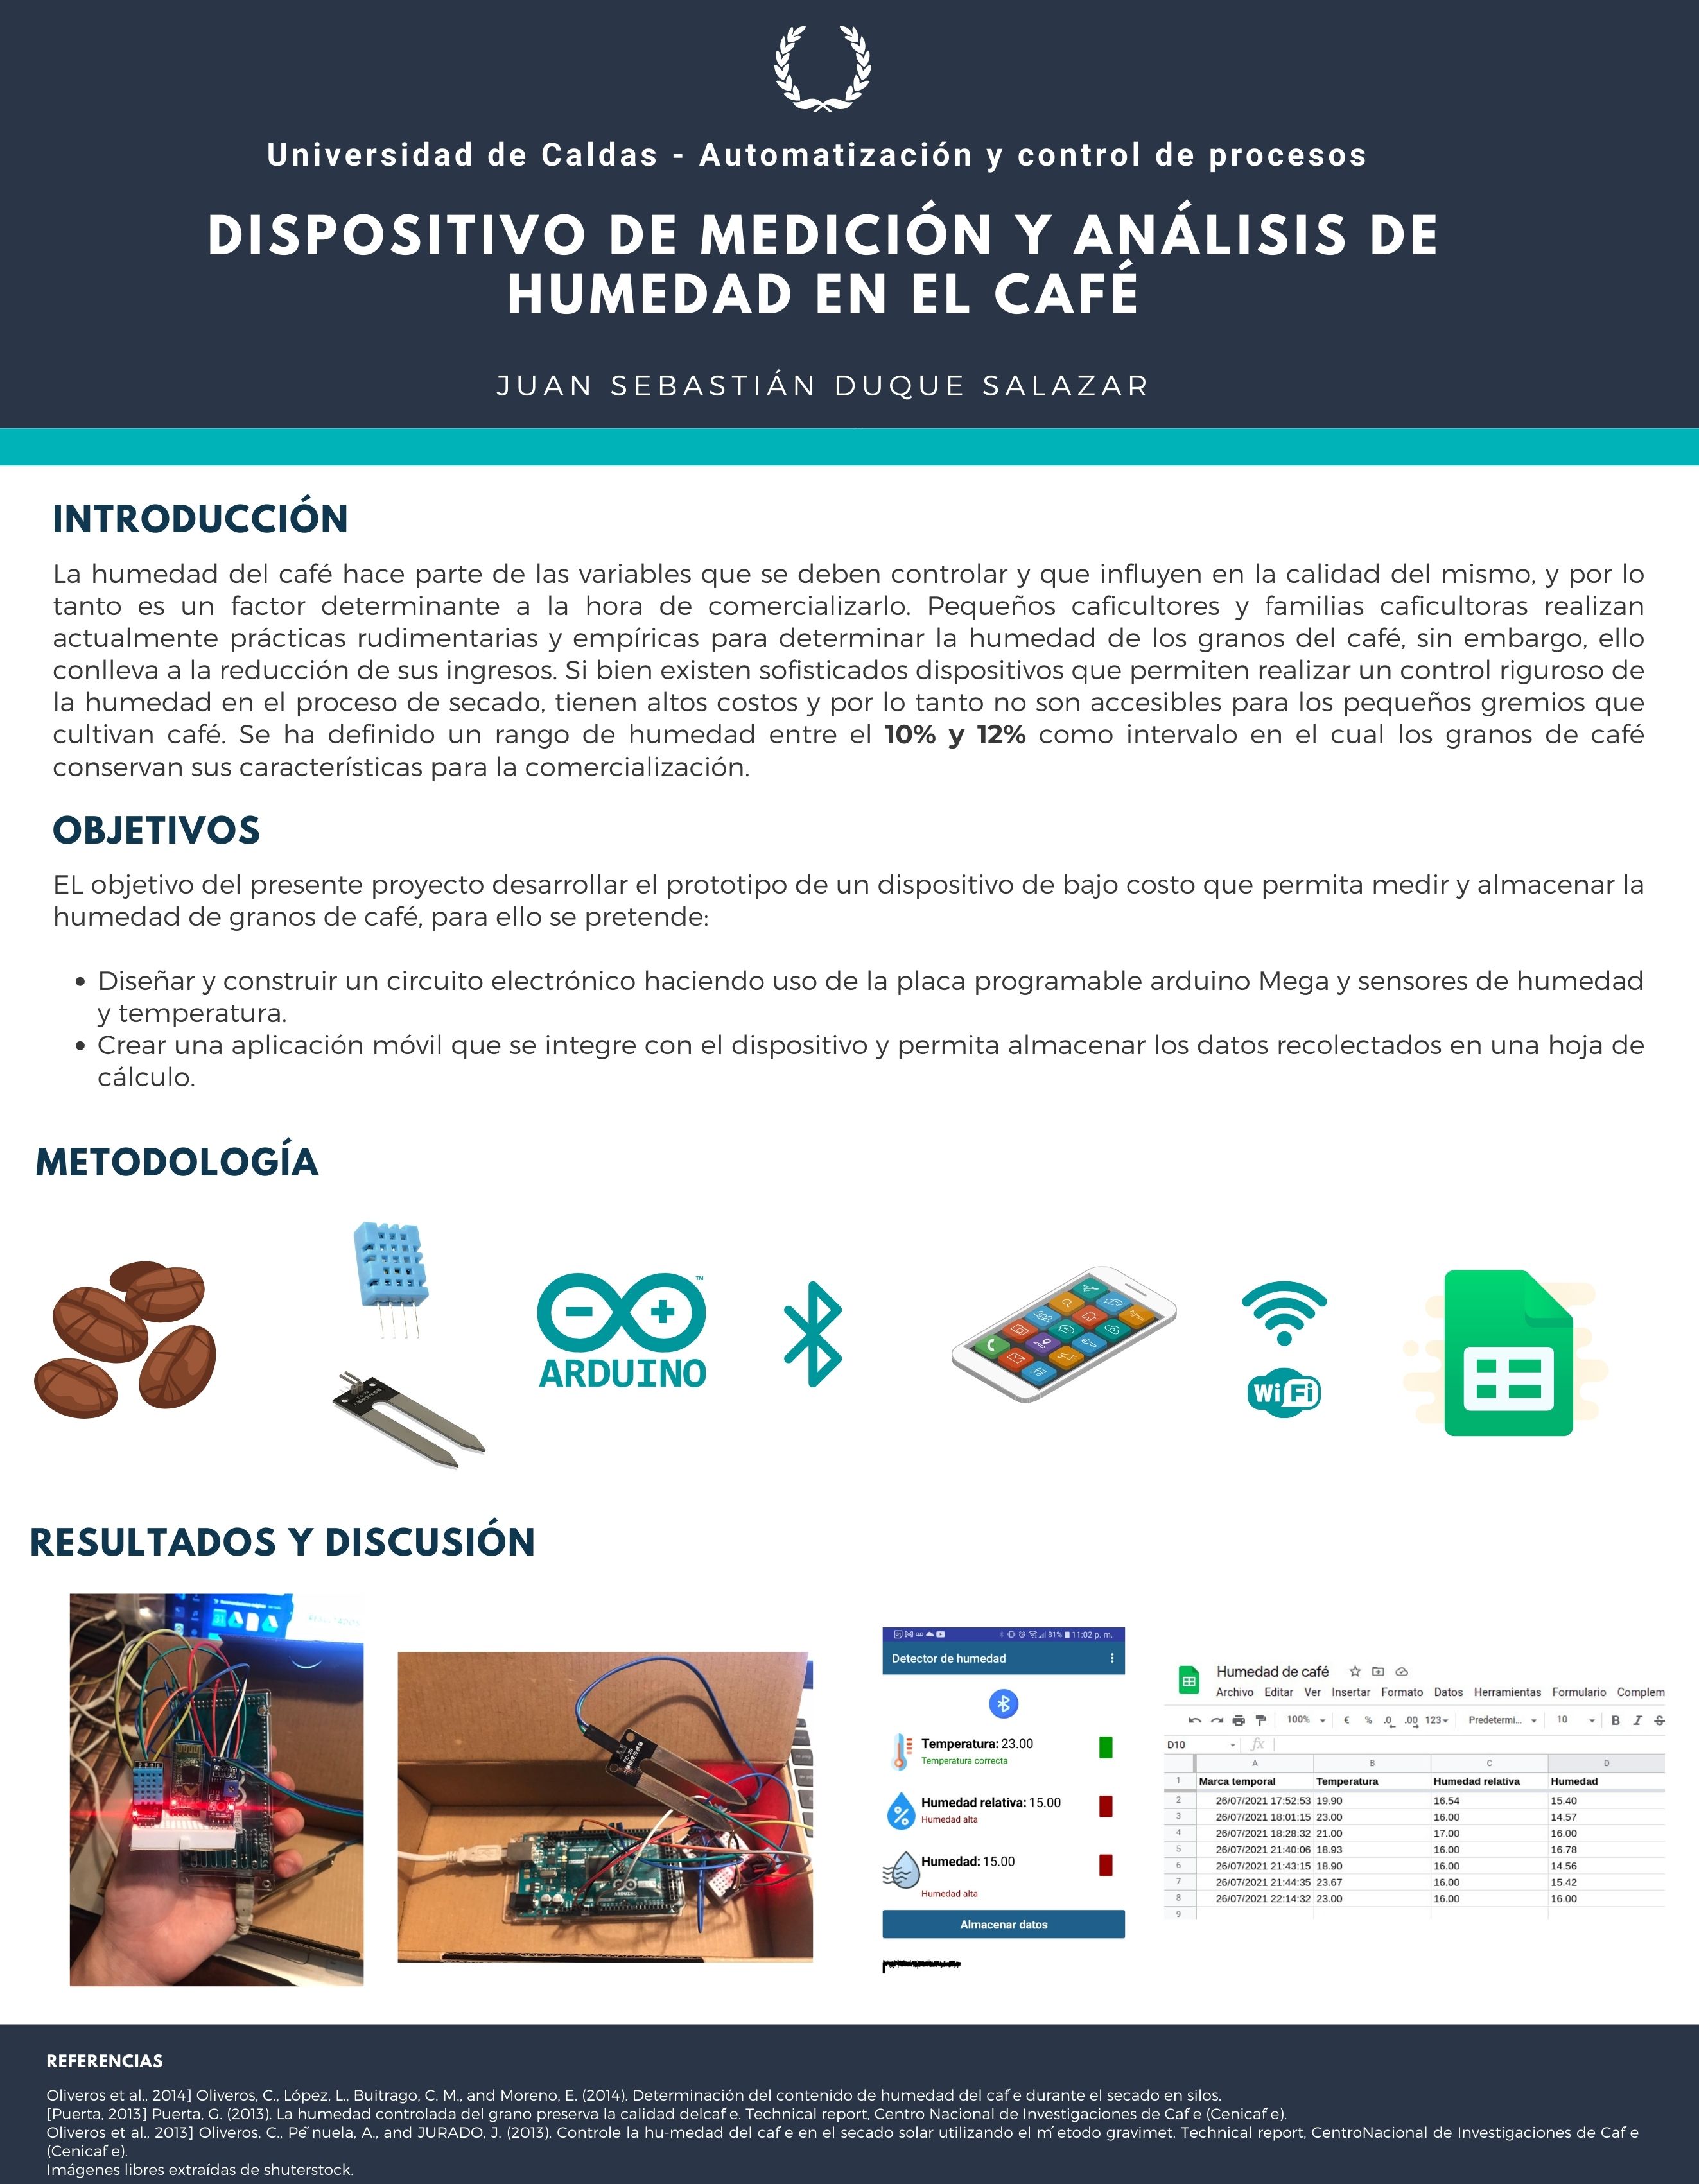 Universidad de Caldas - Automatización y control de procesos
DISPOSITIVO DE MEDICIÓN Y ANÁLISIS DE
HUMEDAD EN EL CAFÉ
JUAN SEBASTIÁN DUQUE SALAZAR
INTRODUCCIÓN
La humedad del café hace parte de las variables que se deben controlar y que influyen en la calidad del mismo, y por lo
tanto es un factor determinante a la hora de comercializarlo. Pequeños caficultores y familias caficultoras realizan
actualmente prácticas rudimentarias y empíricas para determinar la humedad de los granos del café, sin embargo, ello
conlleva a la reducción de sus ingresos. Si bien existen sofisticados dispositivos que permiten realizar un control riguroso de
la humedad en el proceso de secado, tienen altos costos y por lo tanto no son accesibles para los pequeños gremios que
cultivan café. Se ha definido un rango de humedad entre el 10% y 12% como intervalo en el cual los granos de café
conservan sus características para la comercialización.
OBJETIVOS
EL objetivo del presente proyecto desarrollar el prototipo de un dispositivo de bajo costo que permita medir y almacenar la
humedad de granos de café, para ello se pretende:
• Diseñar y construir un circuito electrónico haciendo uso de la placa programable arduino Mega y sensores de humedad
y temperatura.
• Crear una aplicación móvil que se integre con el dispositivo y permita almacenar los datos recolectados en una hoja de
cálculo.
METODOLOGÍA
ARDUINO
TM
WiFi
RESULTADOS Y DISCUSIÓN
81% 11:02 p. m.
Detector de humedad
Temperatura: 23.00
Temperatura correcta
Humedad relativa: 15.00
Humedad alta
Humedad: 15.00
Humedad alta
Almacenar datos
Humedad de café
Archivo Editar Ver Insertar Formato Datos Herramientas Formulario Complem
100% € % .0 .00 123 Predetermi... 10 B I S
D10 fx
A B C D
1 Marca temporal Temperatura Humedad relativa Humedad
2 26/07/2021 17:52:53 19.90 16.54 15.40
3 26/07/2021 18:01:15 23.00 16.00 14.57
4 26/07/2021 18:28:32 21.00 17.00 16.00
5 26/07/2021 21:40:06 18.93 16.00 16.78
6 26/07/2021 21:43:15 18.90 16.00 14.56
7 26/07/2021 21:44:35 23.67 16.00 15.42
8 26/07/2021 22:14:32 23.00 16.00 16.00
9
REFERENCIAS
Oliveros et al., 2014] Oliveros, C., López, L., Buitrago, C. M., and Moreno, E. (2014). Determinación del contenido de humedad del caf ́e durante el secado en silos.
[Puerta, 2013] Puerta, G. (2013). La humedad controlada del grano preserva la calidad delcaf ́e. Technical report, Centro Nacional de Investigaciones de Caf ́e (Cenicaf ́e).
Oliveros et al., 2013] Oliveros, C., Pe ̃nuela, A., and JURADO, J. (2013). Controle la hu-medad del caf ́e en el secado solar utilizando el m ́etodo gravimet. Technical report, CentroNacional de Investigaciones de Caf ́e
(Cenicaf ́e).
Imágenes libres extraídas de shuterstock.